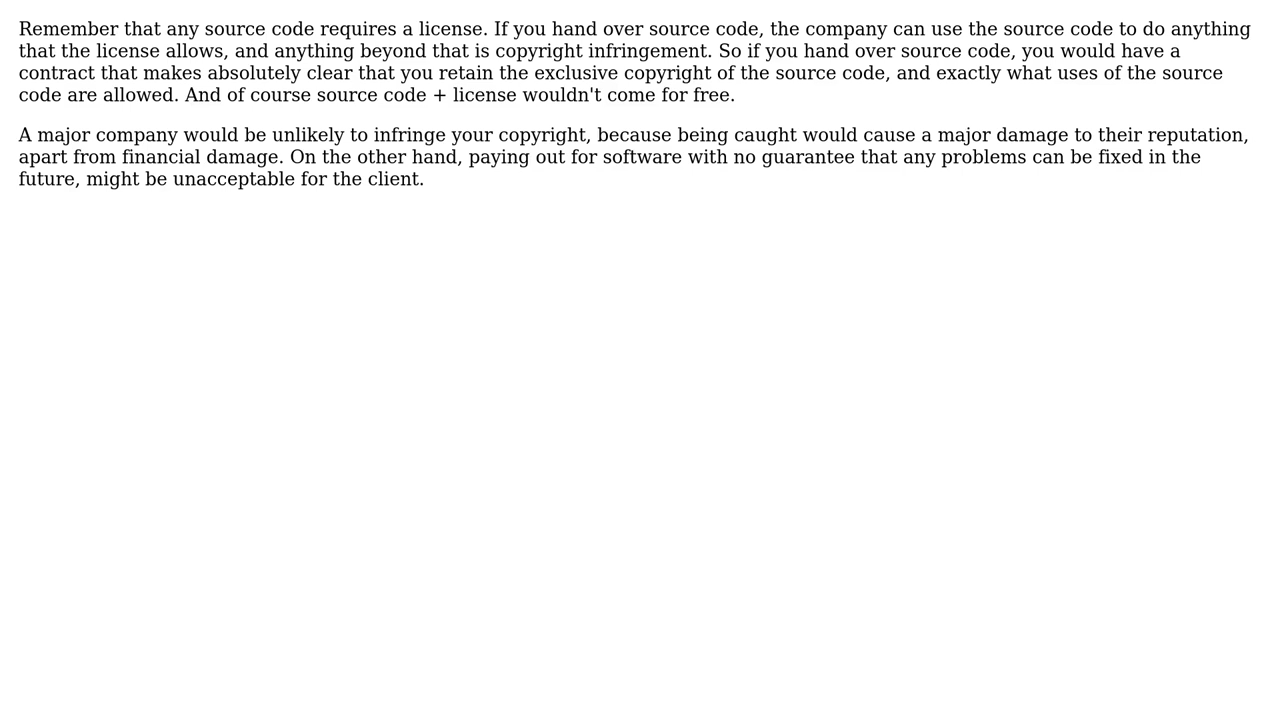 Remember that any source code requires a license. If you hand over source code, the company can use the source code to do anything
that the license allows, and anything beyond that is copyright infringement. So if you hand over source code, you would have a
contract that makes absolutely clear that you retain the exclusive copyright of the source code, and exactly what uses of the source
code are allowed. And of course source code + license wouldn't come for free.
A major company would be unlikely to infringe your copyright, because being caught would cause a major damage to their reputation,
apart from financial damage. On the other hand, paying out for software with no guarantee that any problems can be fixed in the
future, might be unacceptable for the client.